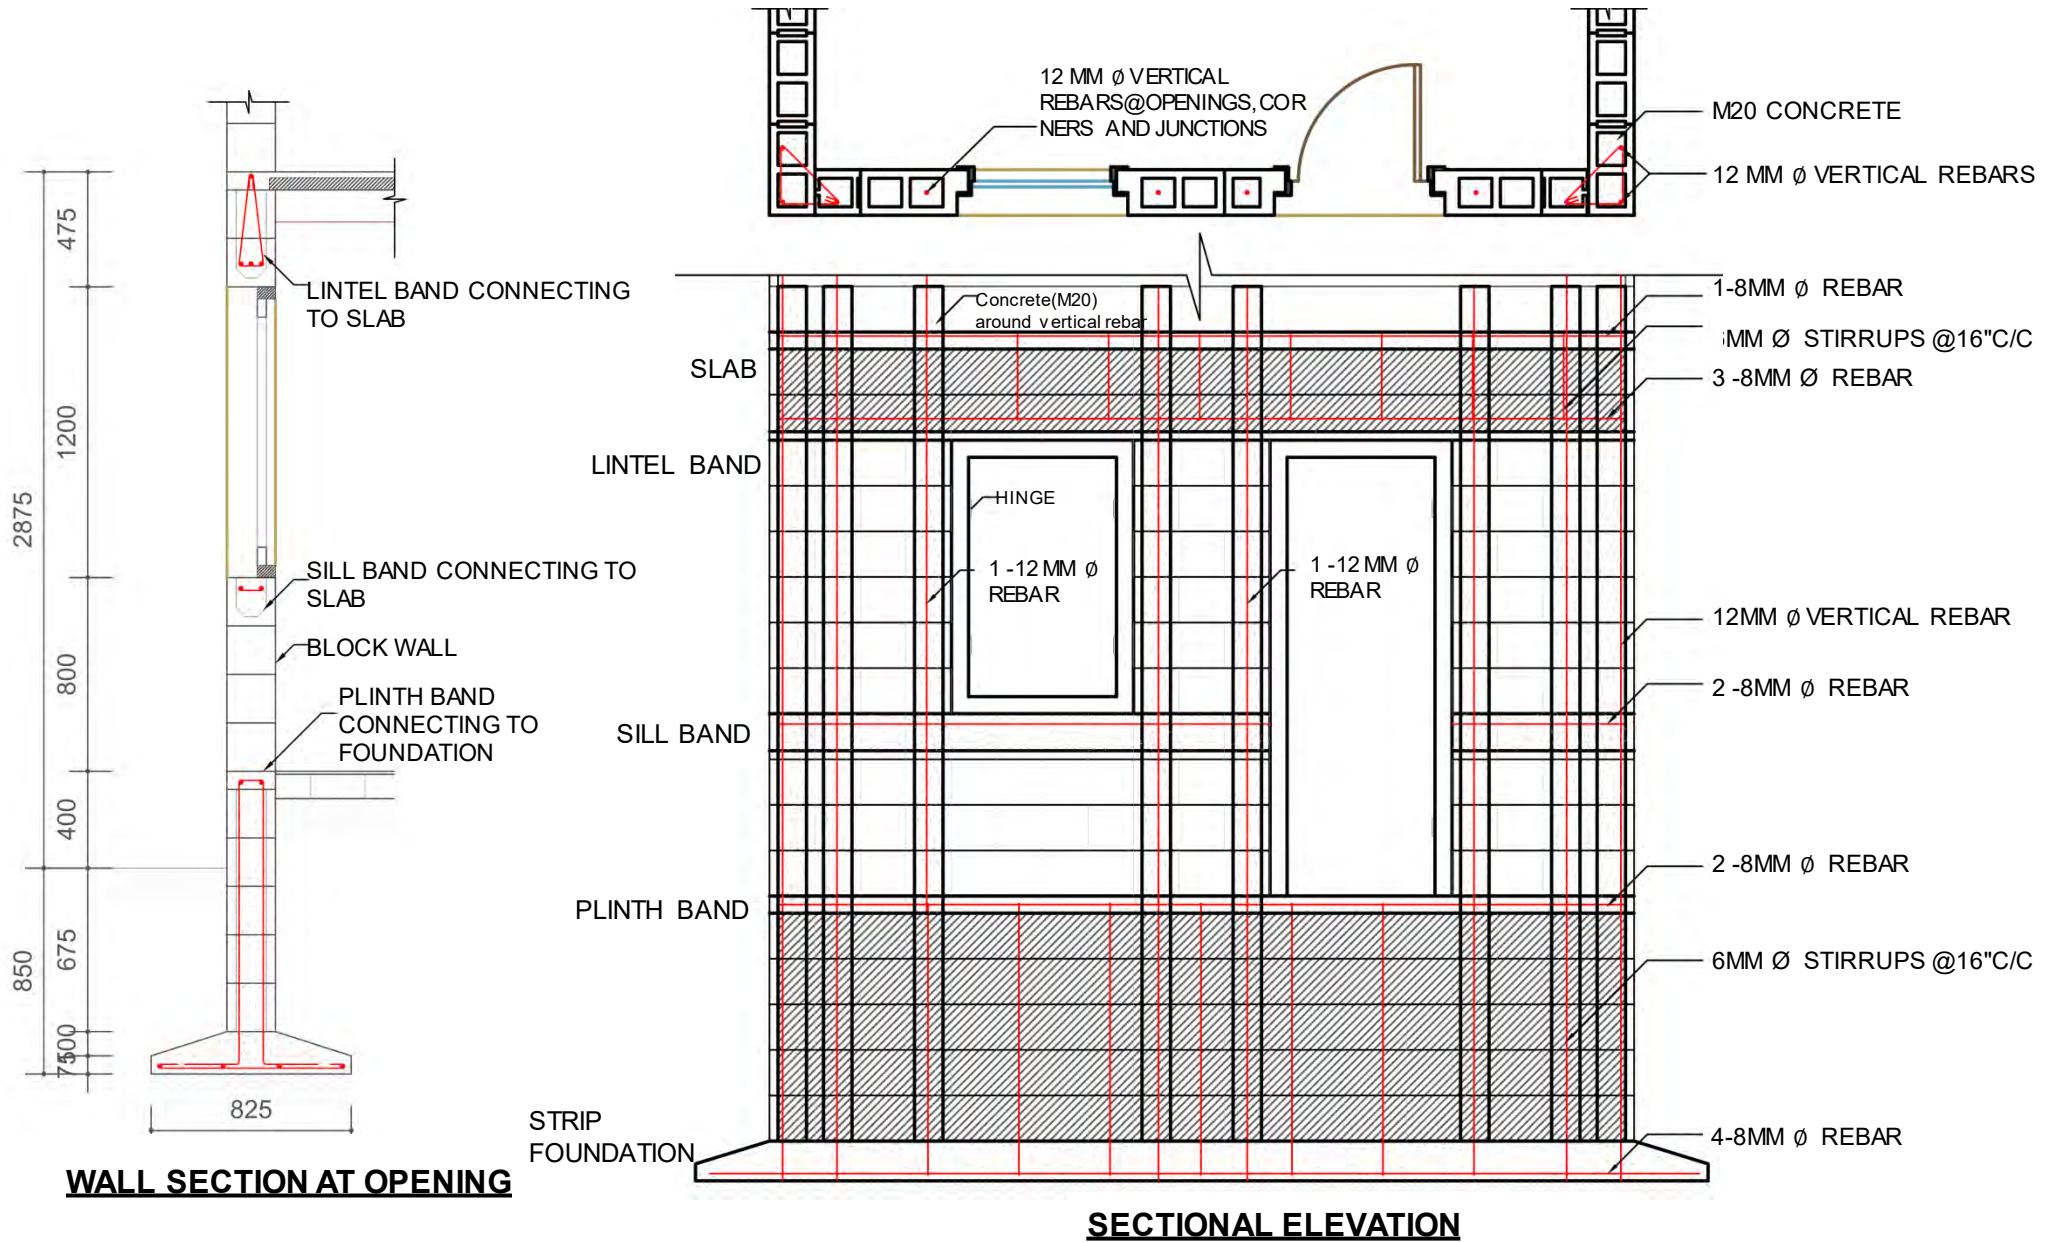 12 MM Ø VERTICAL
REBARS@OPENINGS,COR
NERS AND JUNCTIONS
M20 CONCRETE
12 MM Ø VERTICAL REBARS
475
1200
2875
800
400
675
850
100
75
825
LINTEL BAND CONNECTING
TO SLAB
SILL BAND CONNECTING TO
SLAB
BLOCK WALL
PLINTH BAND
CONNECTING TO
FOUNDATION
WALL SECTION AT OPENING
Concrete(M20)
around vertical rebar
SLAB
LINTEL BAND
HINGE
1 -12 MM Ø
REBAR
1 -12 MM Ø
REBAR
SILL BAND
PLINTH BAND
STRIP
FOUNDATION
1-8MM Ø REBAR
MM Ø STIRRUPS @16"C/C
3 -8MM Ø REBAR
12MM Ø VERTICAL REBAR
2 -8MM Ø REBAR
2 -8MM Ø REBAR
6MM Ø STIRRUPS @16"C/C
4-8MM Ø REBAR
SECTIONAL ELEVATION